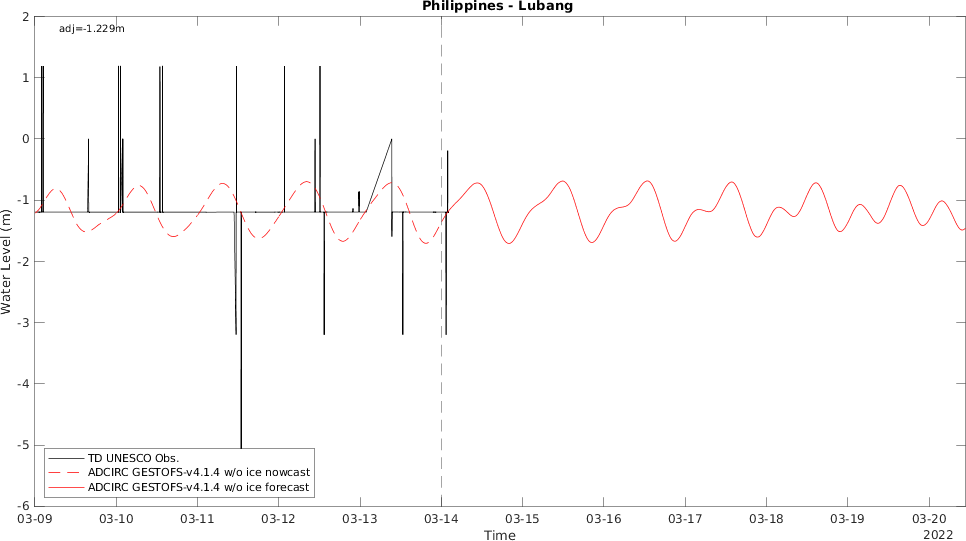 Philippines - Lubang
adj=-1.229m
2
1
0
-1
-2
-3
-4
-5
-6
Water Level (m)
TD UNESCO Obs.
ADCIRC GESTOFS-v4.1.4 w/o ice nowcast
ADCIRC GESTOFS-v4.1.4 w/o ice forecast
03-09 03-10 03-11 03-12 03-13 03-14 03-15 03-16 03-17 03-18 03-19 03-20
Time
2022